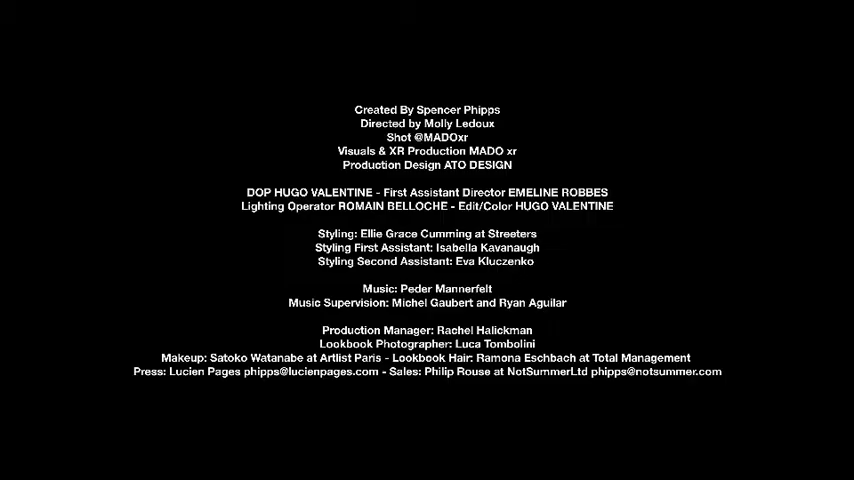 Created By Spencer Phipps
Directed by Molly Ledoux
Shot @MADOxr
Visuals & XR Production MADO xr
Production Design ATO DESIGN
DOP HUGO VALENTINE - First Assistant Director EMELINE ROBBES
Lighting Operator ROMAIN BELLOCHE - Edit/Color HUGO VALENTINE
Styling: Ellie Grace Cumming at Streeters
Styling First Assistant: Isabella Kavanaugh
Styling Second Assistant: Eva Kluczenko
Music: Peder Mannerfelt
Music Supervision: Michel Gaubert and Ryan Aguilar
Production Manager: Rachel Halickman
Lookbook Photographer: Luca Tombolini
Makeup: Satoko Watanabe at Artlist Paris - Lookbook Hair: Ramona Eschbach at Total Management
Press: Lucien Pages phipps@lucienpages.com - Sales: Philip Rouse at NotSummerLtd phipps@notsummer.com